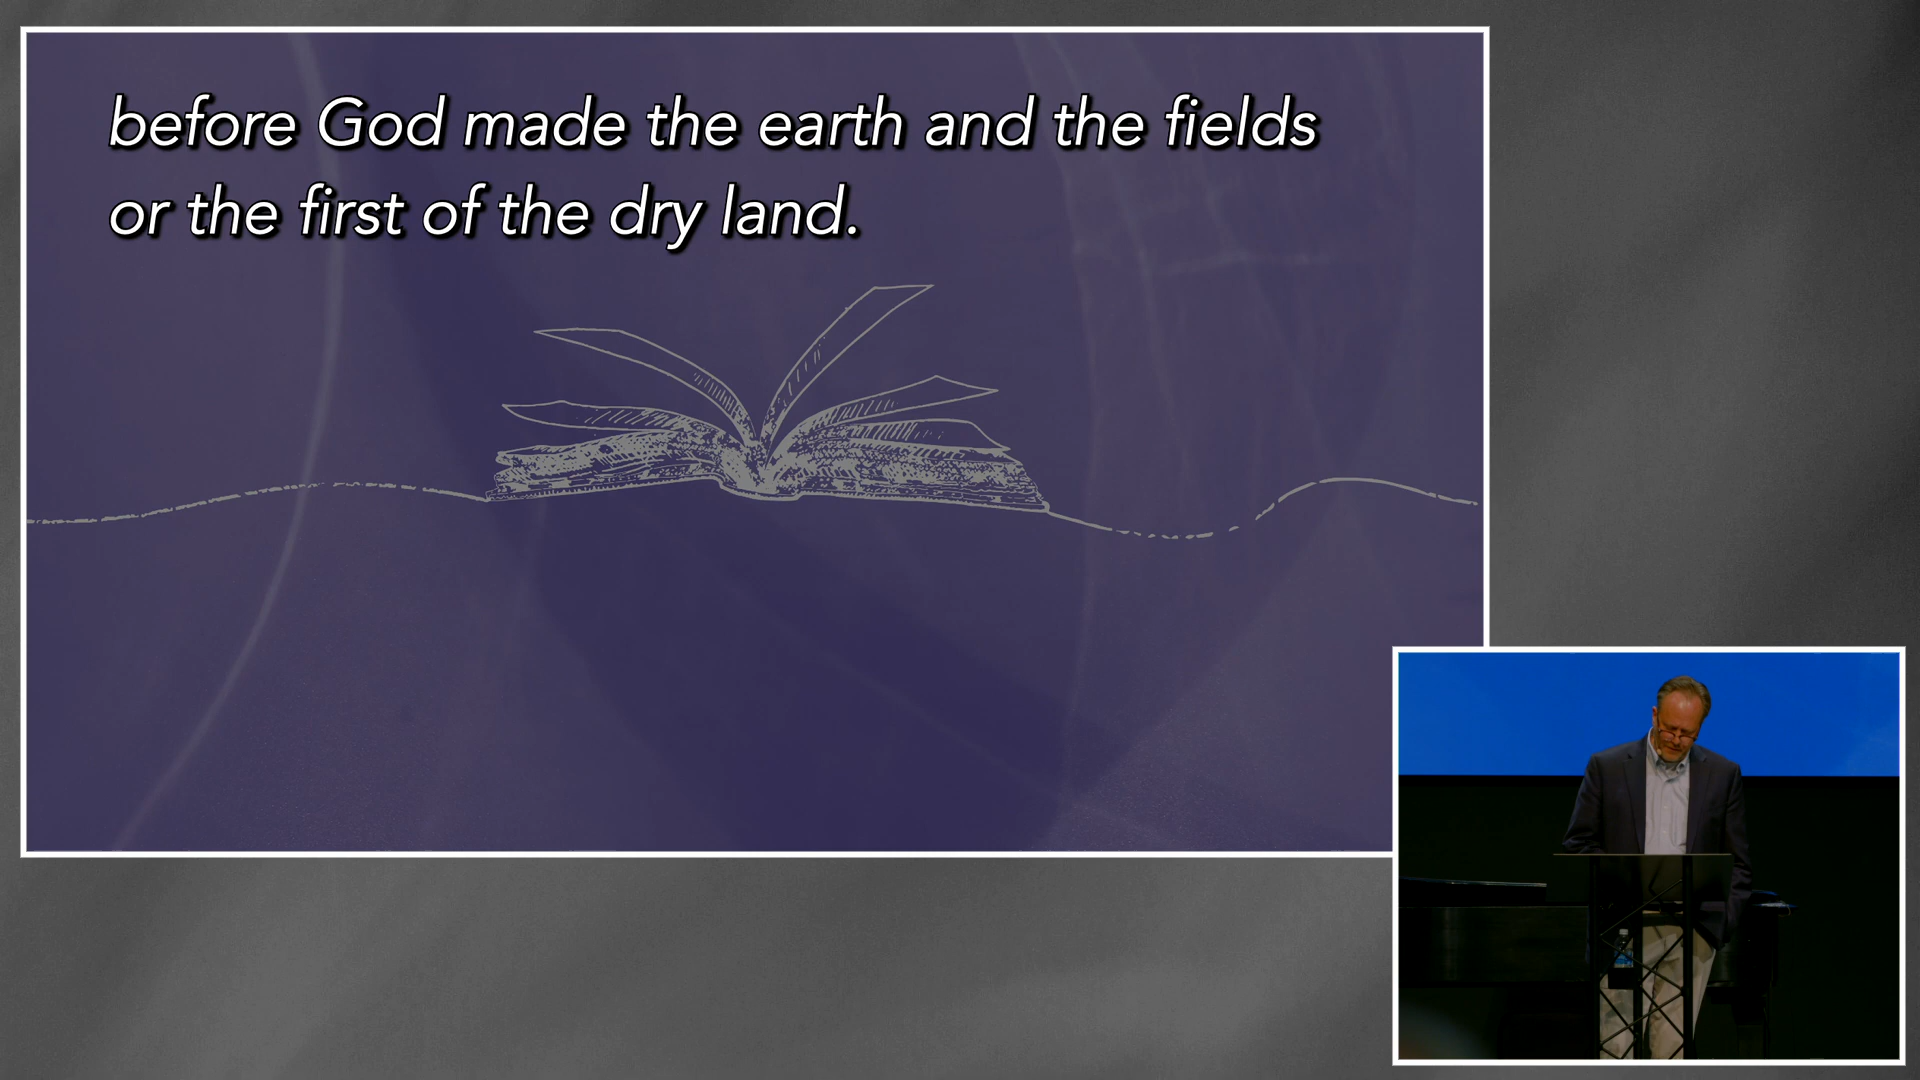 before God made the earth and the fields
or the first of the dry land.